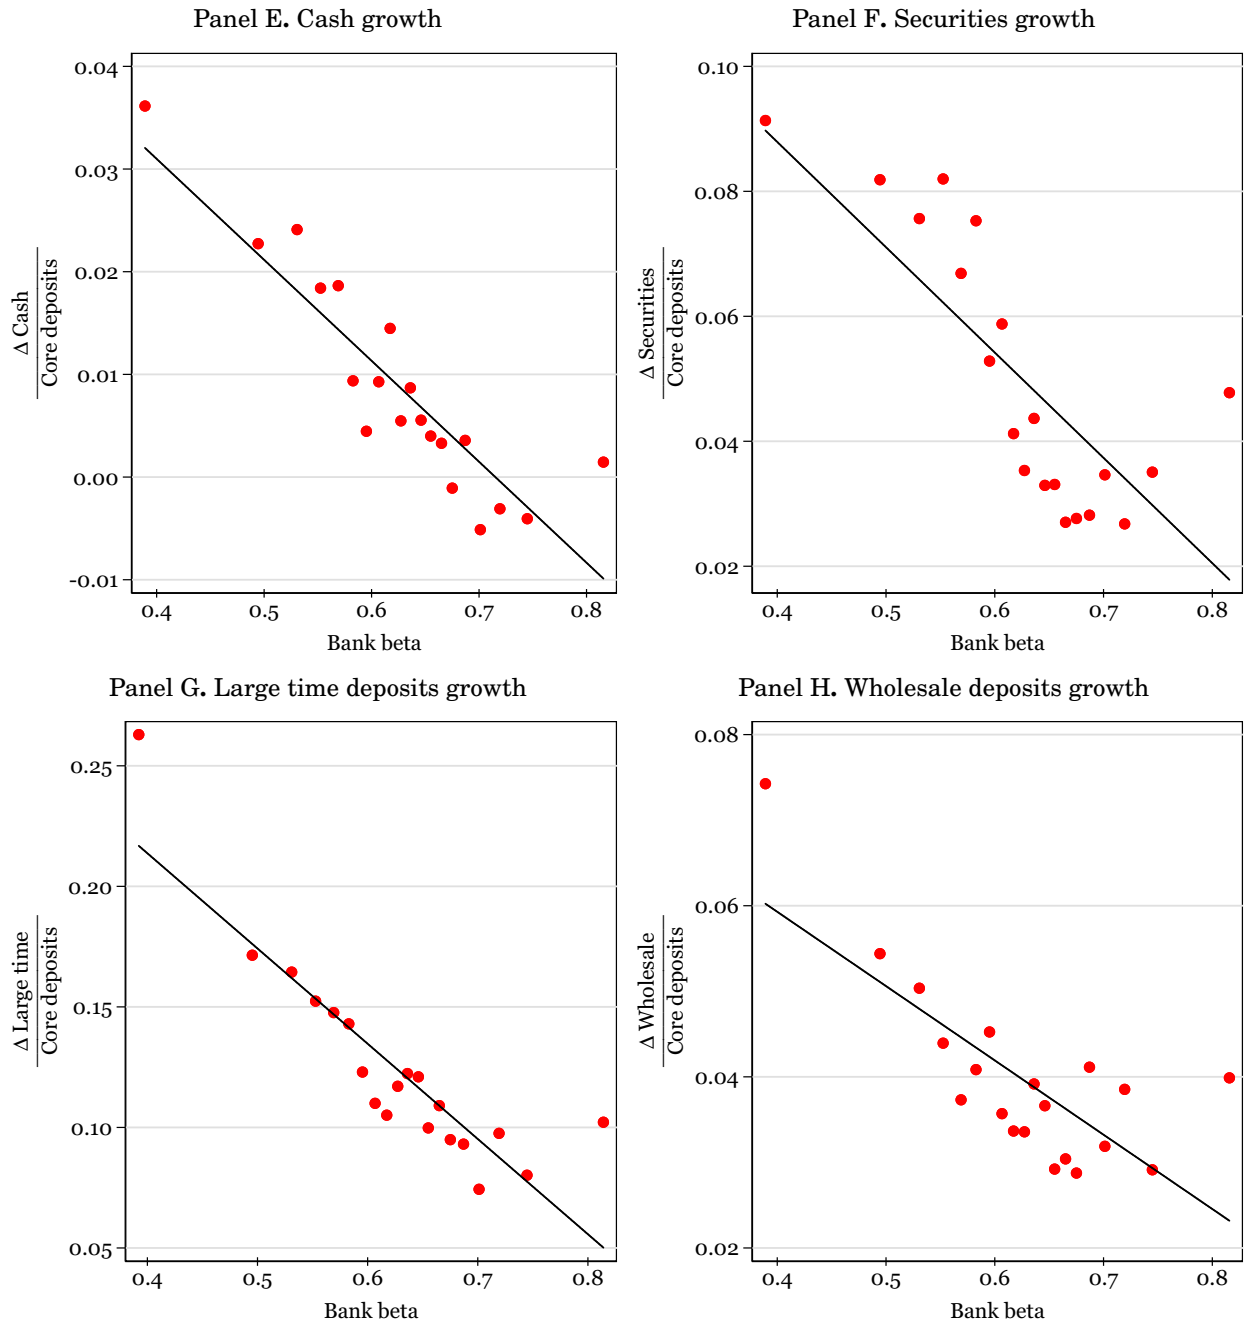 Panel E. Cash growth
Δ Cash
Core deposits
0.04
0.03
0.02
0.01
0.00
-0.01
0.4 0.5 0.6 0.7 0.8
Bank beta
Panel F. Securities growth
Δ Securities
Core deposits
0.10
0.08
0.06
0.04
0.02
0.4 0.5 0.6 0.7 0.8
Bank beta
Panel G. Large time deposits growth
Δ Large time
Core deposits
0.25
0.20
0.15
0.10
0.05
0.4 0.5 0.6 0.7 0.8
Bank beta
Panel H. Wholesale deposits growth
Δ Wholesale
Core deposits
0.08
0.06
0.04
0.02
0.4 0.5 0.6 0.7 0.8
Bank beta